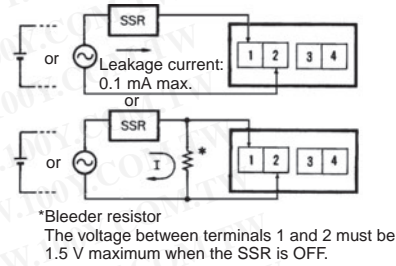 SSR
or
Leakage current:
0.1 mA max.
1 2 3 4
or
SSR
or
I
*
1 2 3 4
*Bleeder resistor
The voltage between terminals 1 and 2 must be
1.5 V maximum when the SSR is OFF.